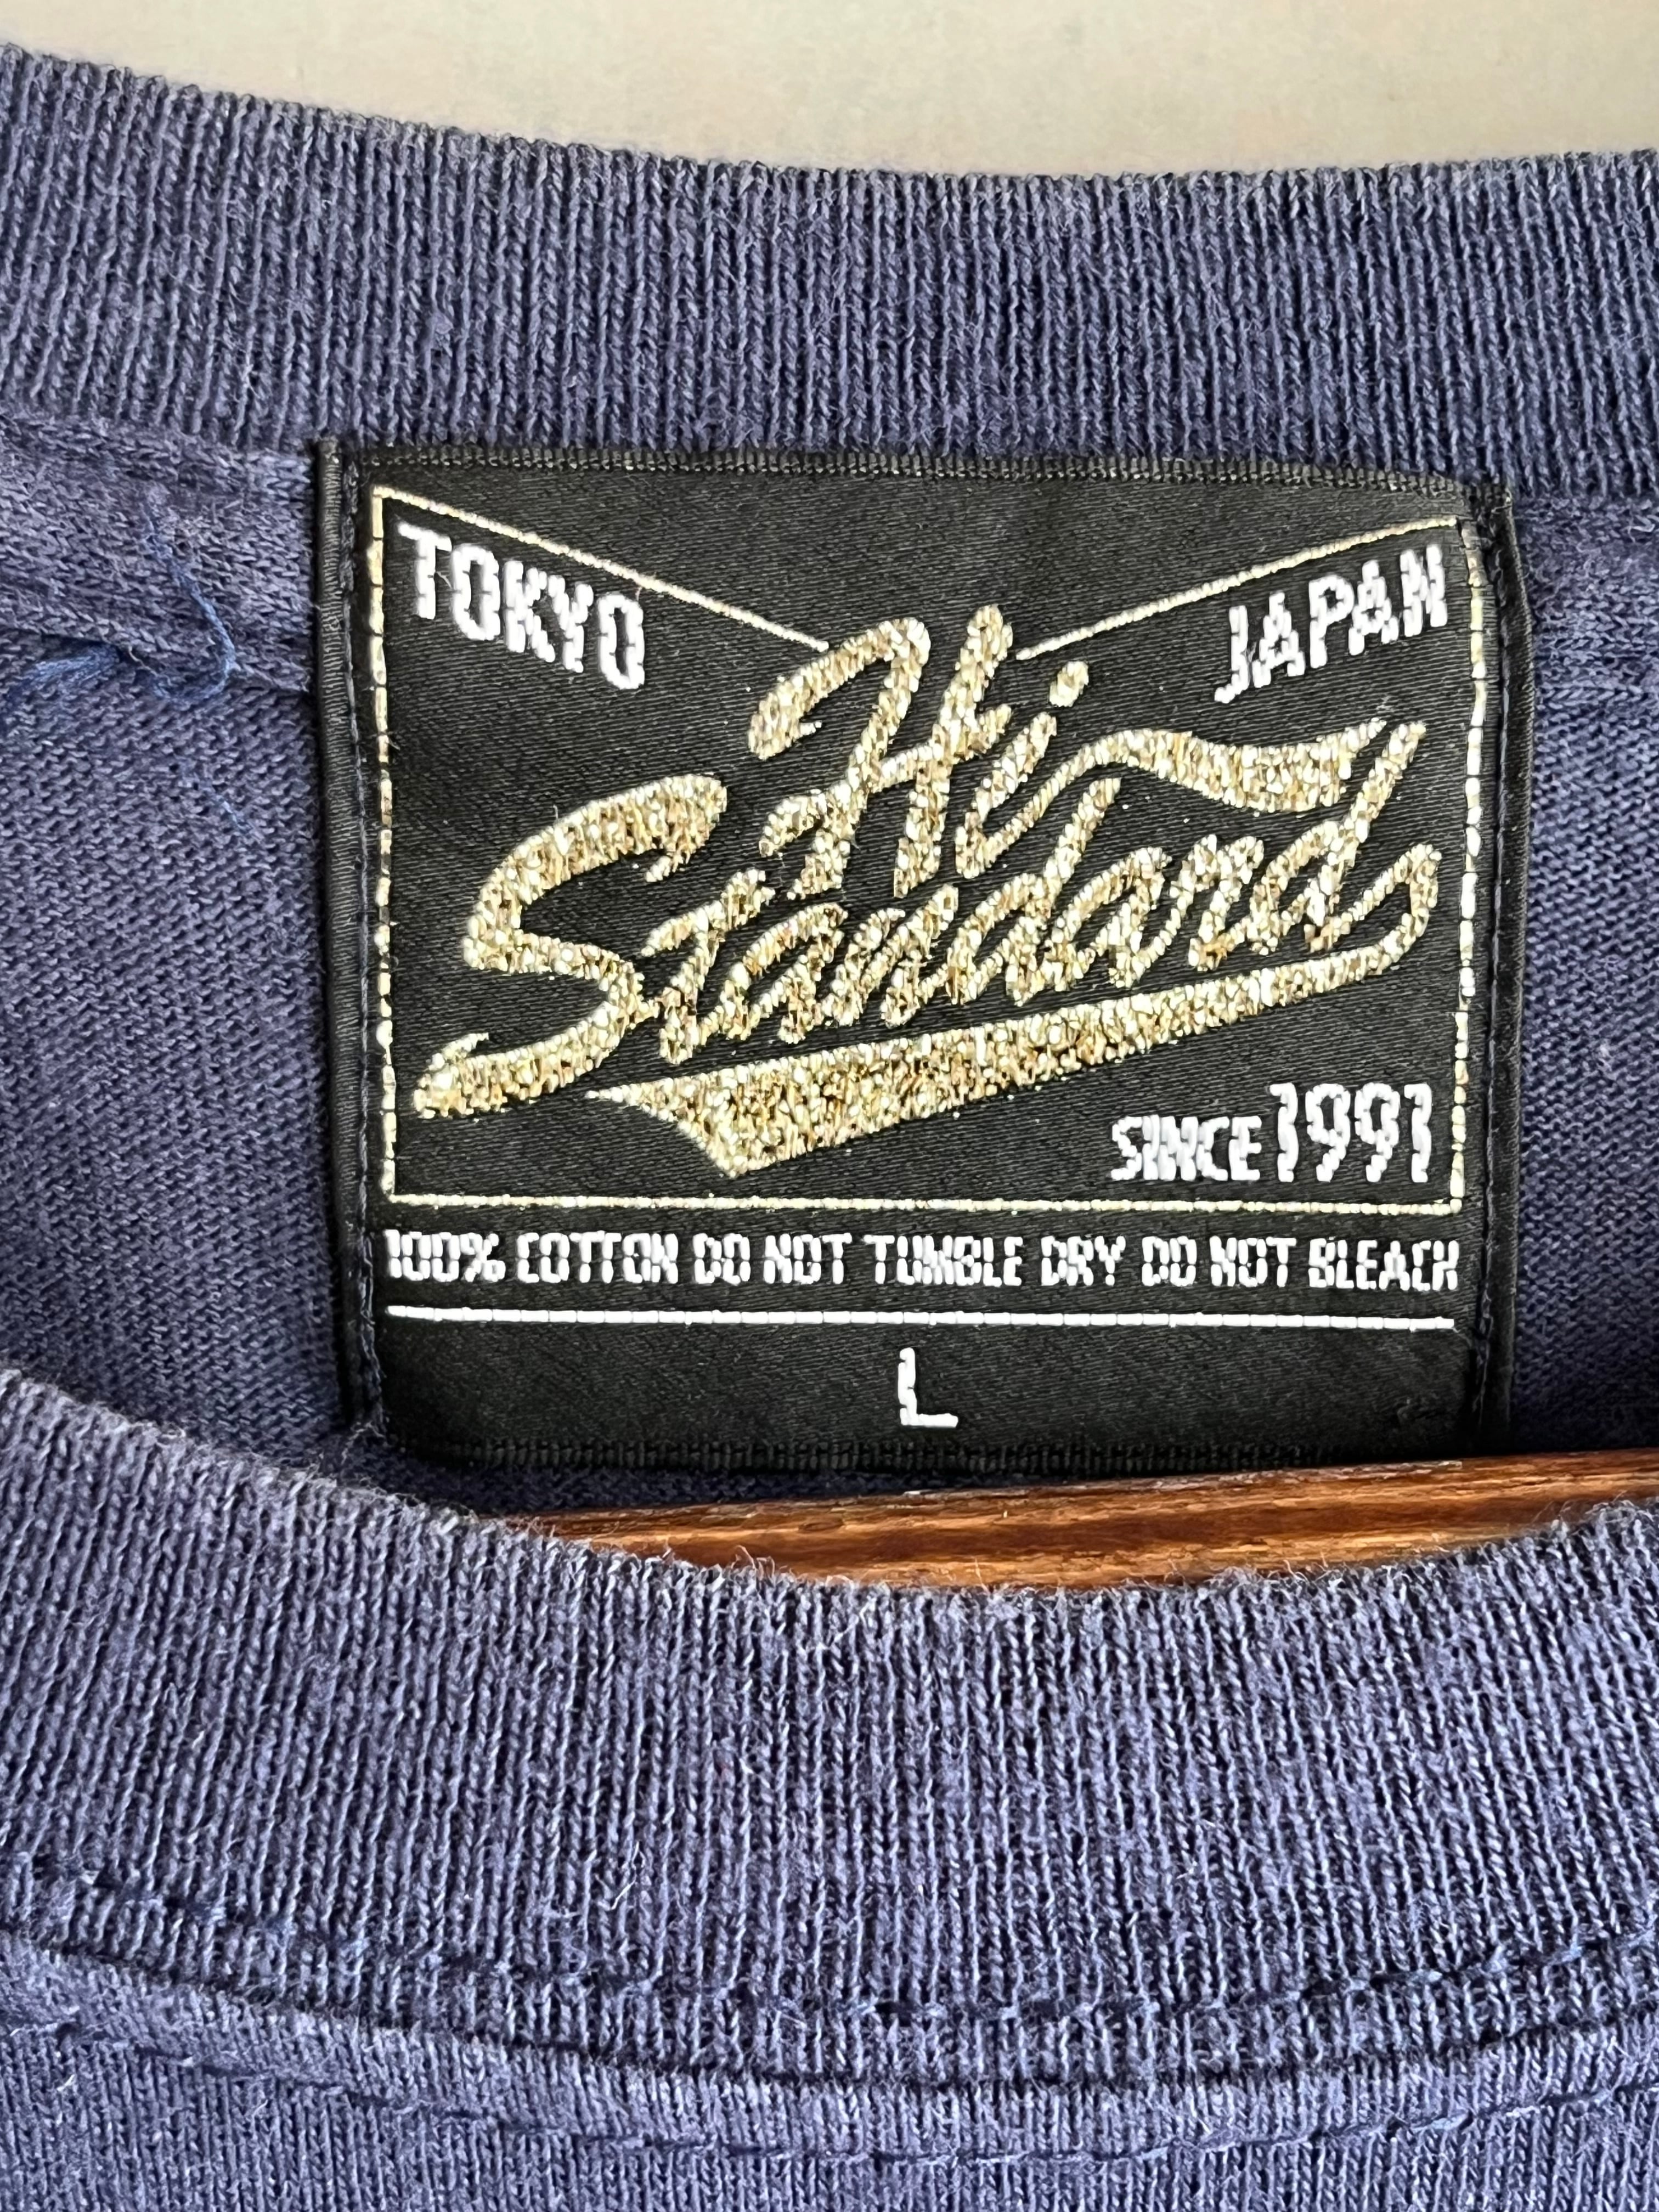 TOKYO
JAPAN
Hi
Standard
SINCE 1991
100% COTTON DO NOT TUMBLE DRY DO NOT BLEACH
L